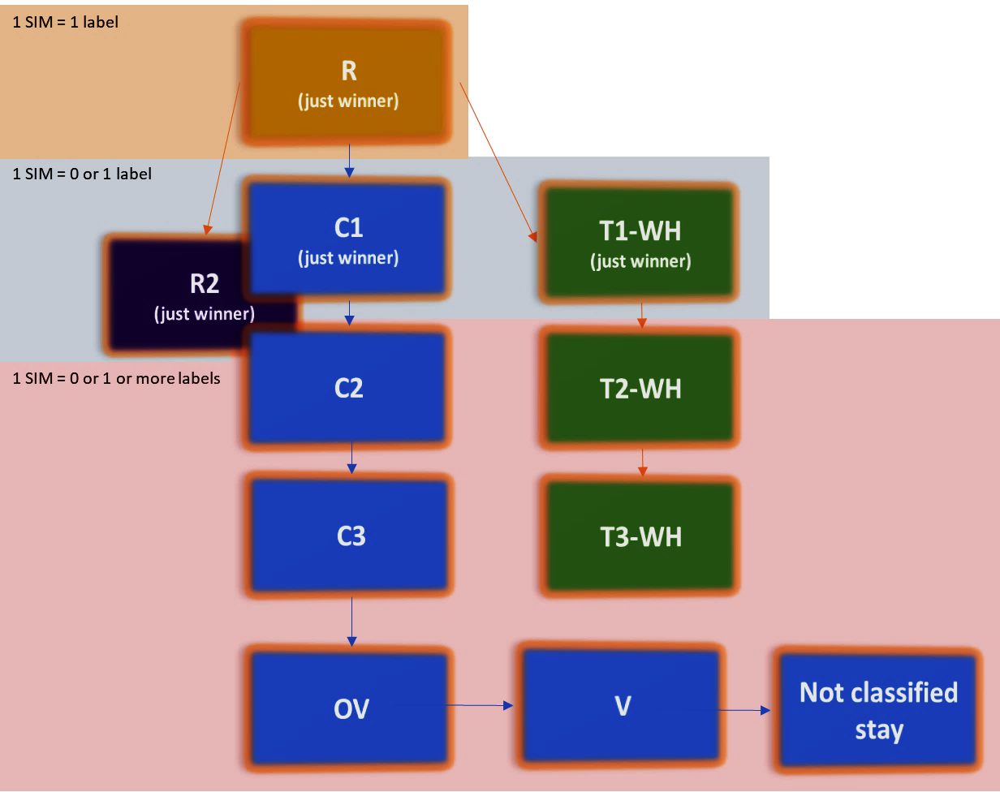 1 SIM = 1 label
R
(just winner)
1 SIM = 0 or 1 label
C1
(just winner)
T1-WH
(just winner)
R2
(just winner)
1 SIM = 0 or 1 or more labels
C2
T2-WH
C3
T3-WH
OV
V
Not classified
stay